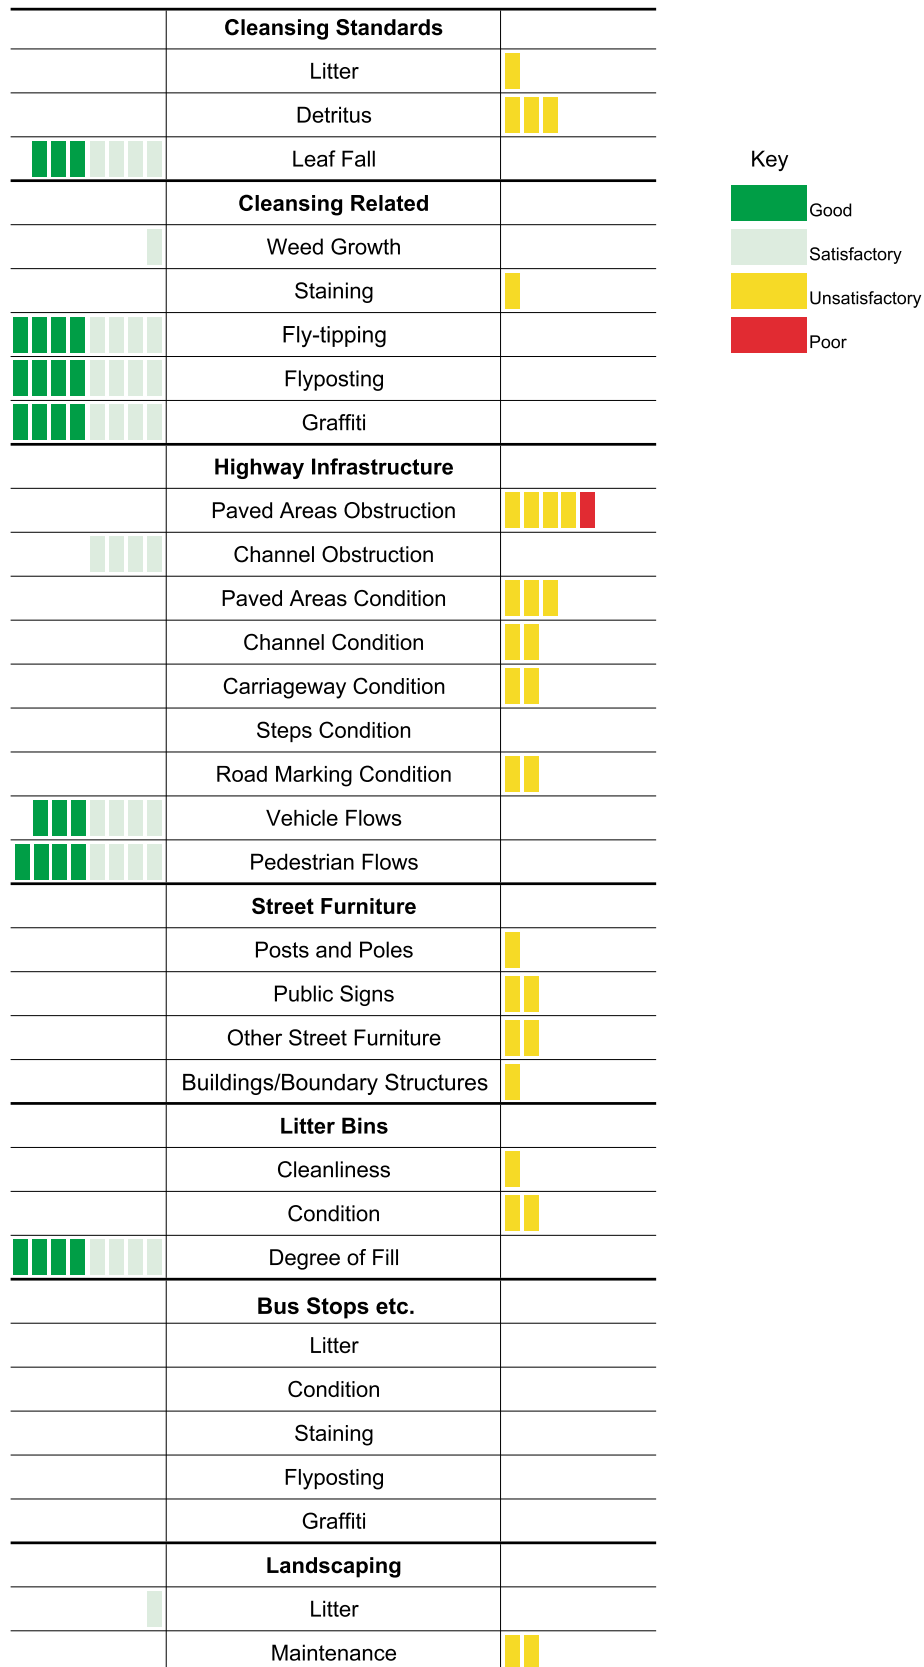 Cleansing Standards
Litter
Detritus
Leaf Fall
Cleansing Related
Weed Growth
Staining
Fly-tipping
Flyposting
Graffiti
Highway Infrastructure
Paved Areas Obstruction
Channel Obstruction
Paved Areas Condition
Channel Condition
Carriageway Condition
Steps Condition
Road Marking Condition
Vehicle Flows
Pedestrian Flows
Street Furniture
Posts and Poles
Public Signs
Other Street Furniture
Buildings/Boundary Structures
Litter Bins
Cleanliness
Condition
Degree of Fill
Bus Stops etc.
Litter
Condition
Staining
Flyposting
Graffiti
Landscaping
Litter
Maintenance
Key
Good
Satisfactory
Unsatisfactory
Poor